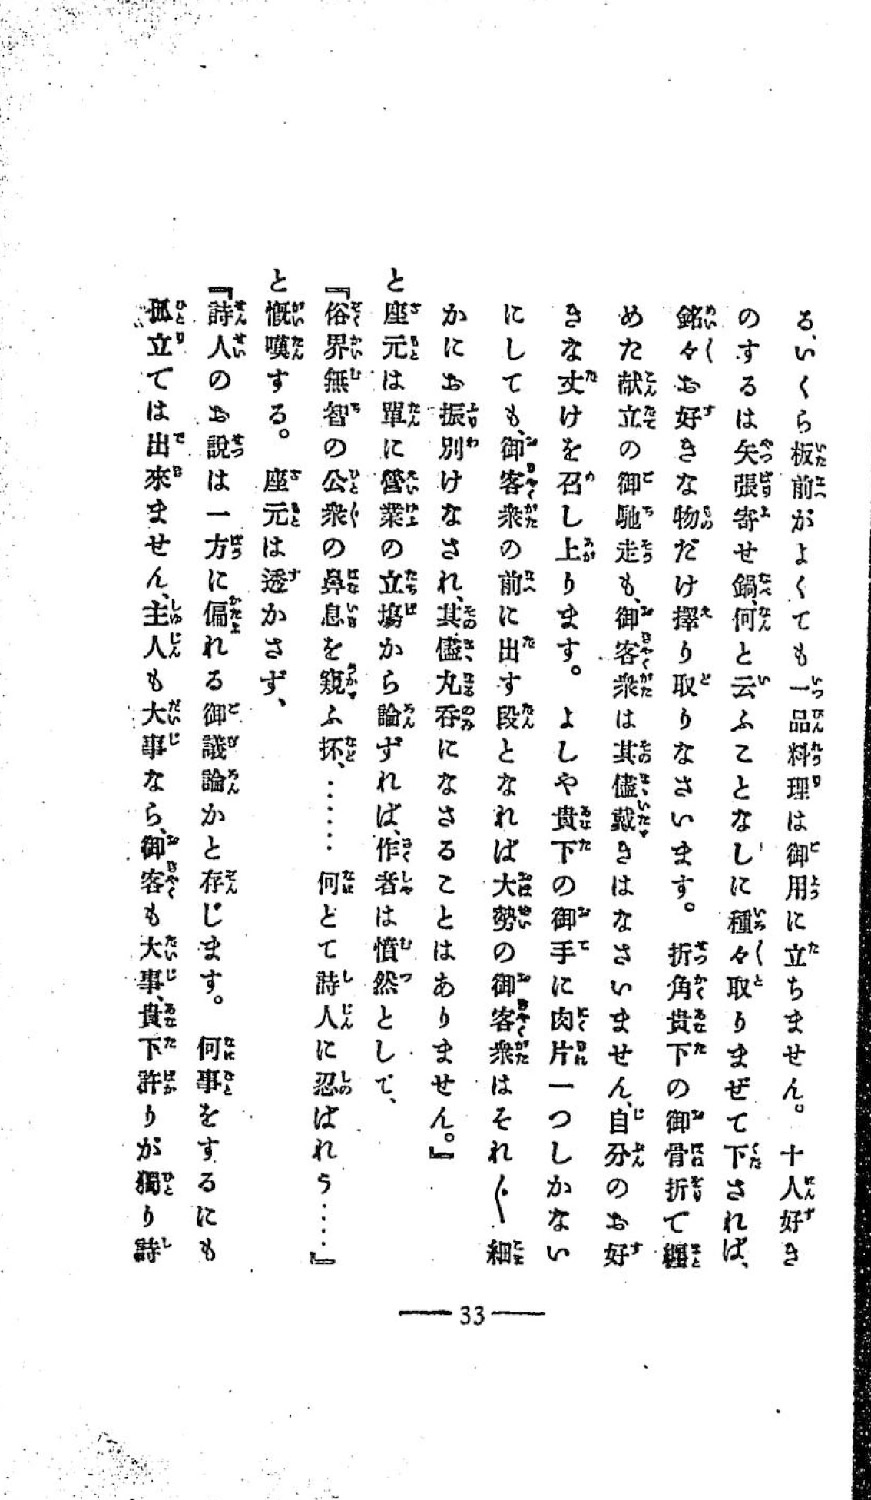 る、いくら板前がよくても一品料理は御用に立ちません。十人好き
のするは矢張寄せ鍋、何と云ふことなしに種々取りまぜて下されば、
銘々お好きな物だけ擇り取りなさいます。折角貴下の御骨折て纒
めた献立の御馳走も、御客衆は其儘戴きはなさいません、自分のお好
きな丈けを召し上ります。よしや貴下の御手に肉片一つしかない
にしても、御客衆の前に出す段となれば大勢の御客衆はそれ〴〵細
かにお振別けなされ、其儘丸呑になさることはありません。』
と座元は單に營業の立塲から論ずれば、作者は憤然として、
『俗界無智の公衆の鼻息を窺ふ抔、……何どて詩人に忍ばれう……』
と慨嘆する。座元は透かさず、
『詩人のお説は一方に偏れる御議論かと存じます。何事をするにも
孤立ては出來ません、主人も大事なら、御客も大事、貴下許りが獨り詩
33